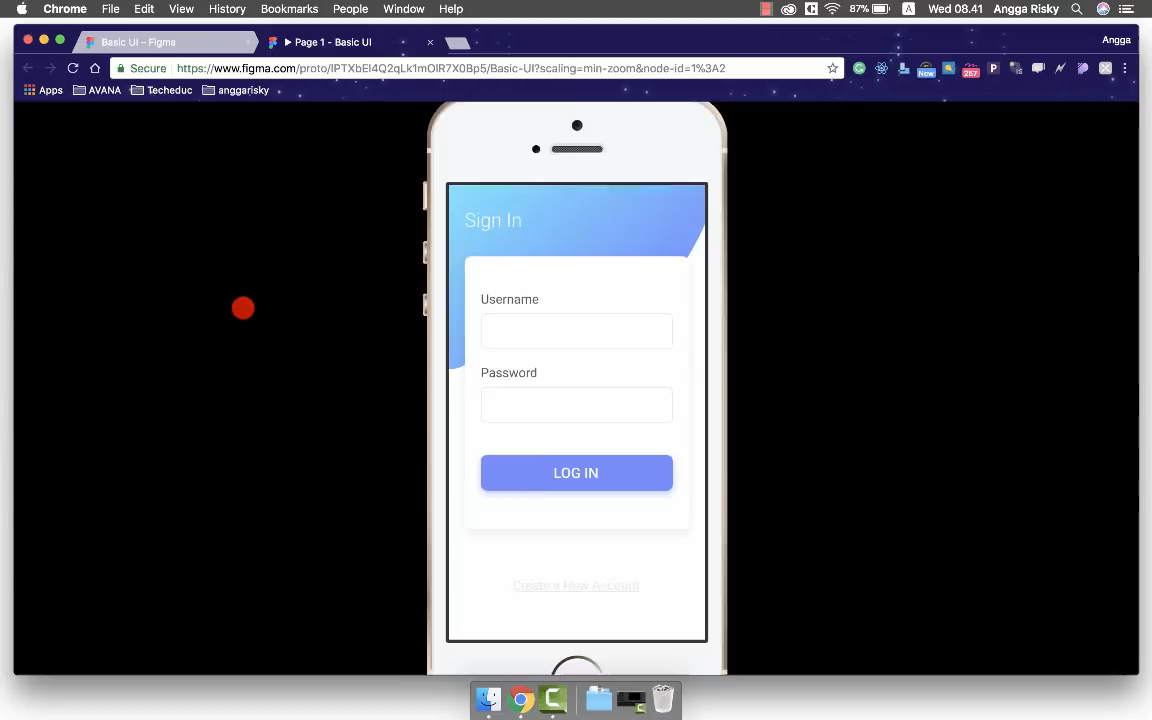 Chrome File Edit View History Bookmarks People Window Help 87% A Wed 08.41 Angga Risky
Basic UI – Figma
Page 1 - Basic UI
Angga
Secure https://www.figma.com/proto/
Basic-UI?scaling=min-zoom&node-id=1%3A2
New
267
P
Apps AVANA Techeduc anggarisky
Sign In
Username
Password
LOG IN
Create a New Account